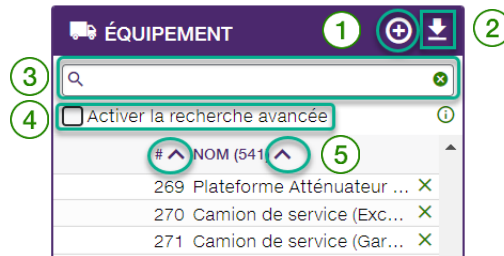 ÉQUIPEMENT 1 2
3
4 Activer la recherche avancée
# NOM (541) 5
269 Plateforme Atténuateur ...
270 Camion de service (Exc...
271 Camion de service (Gar...